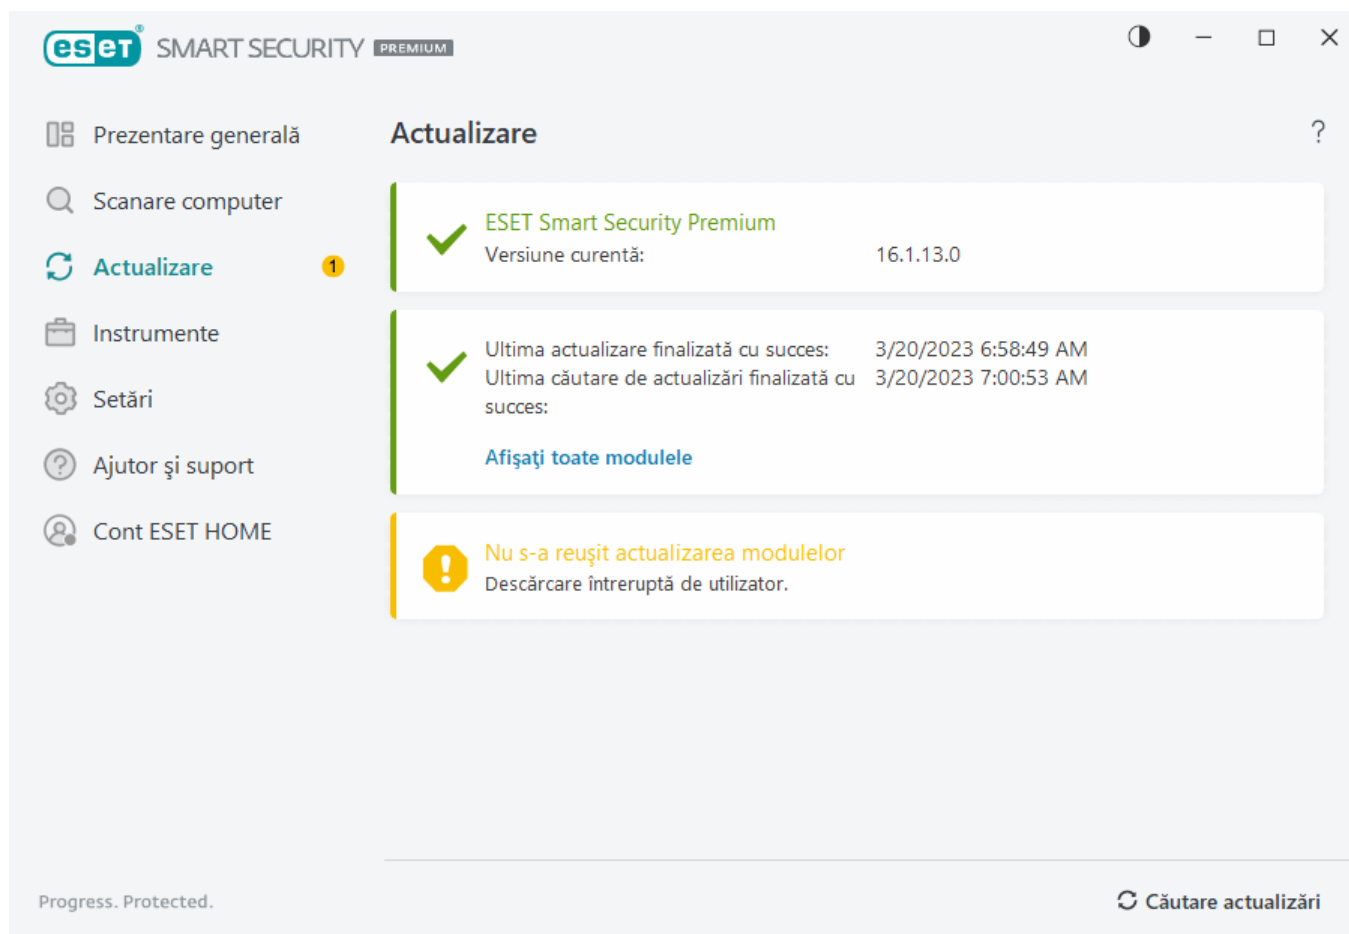 eset® SMART SECURITY PREMIUM
Prezentare generală
Scanare computer
Actualizare 1
Instrumente
Setări
Ajutor şi suport
Cont ESET HOME
Actualizare ?
ESET Smart Security Premium
Versiune curentă: 16.1.13.0
Ultima actualizare finalizată cu succes: 3/20/2023 6:58:49 AM
Ultima căutare de actualizări finalizată cu 3/20/2023 7:00:53 AM
succes:
Afişaţi toate modulele
Nu s-a reuşit actualizarea modulelor
Descărcare întreruptă de utilizator.
Progress. Protected.
Căutare actualizări